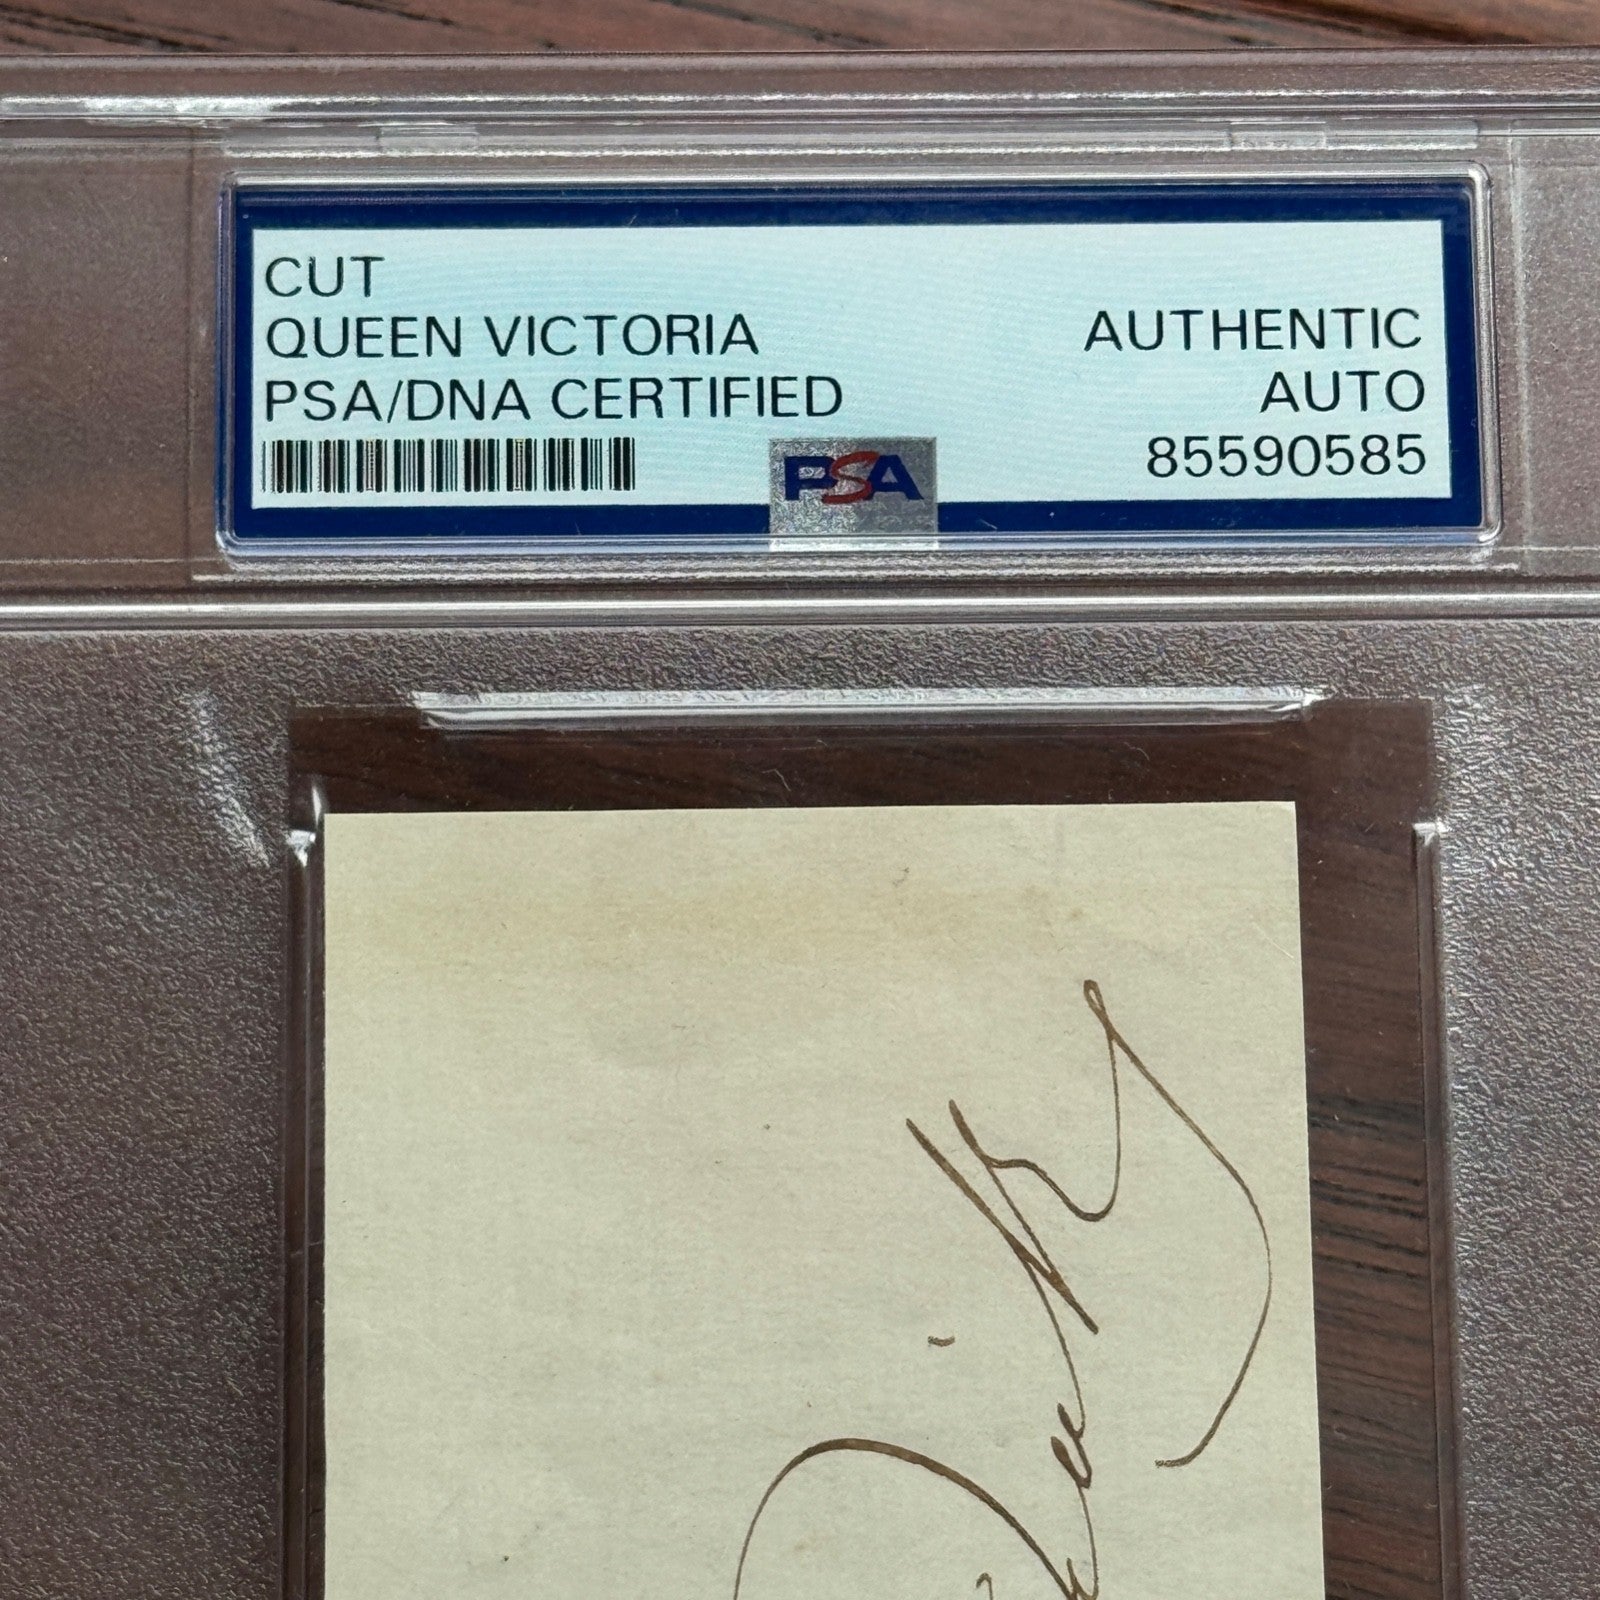 CUT
QUEEN VICTORIA
PSA/DNA CERTIFIED
AUTHENTIC
AUTO
85590585
PSA